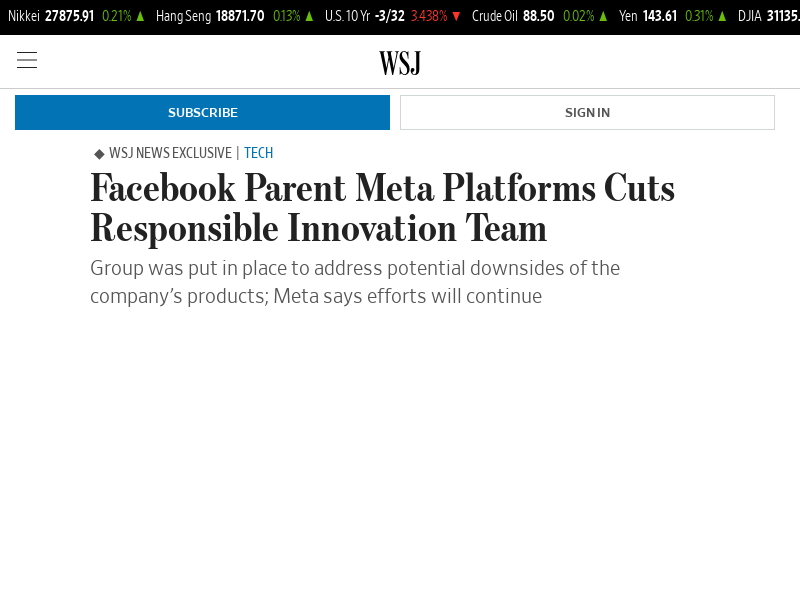 Nikkei 27875.91 0.21% ▲ Hang Seng 18871.70 0.13% ▲ U.S. 10 Yr -3/32 3.438% ▼ Crude Oil 88.50 0.02% ▲ Yen 143.61 0.31% ▲ DJIA 31135.
WSJ
SUBSCRIBE SIGN IN
◆ WSJ NEWS EXCLUSIVE | TECH
Facebook Parent Meta Platforms Cuts
Responsible Innovation Team
Group was put in place to address potential downsides of the
company’s products; Meta says efforts will continue